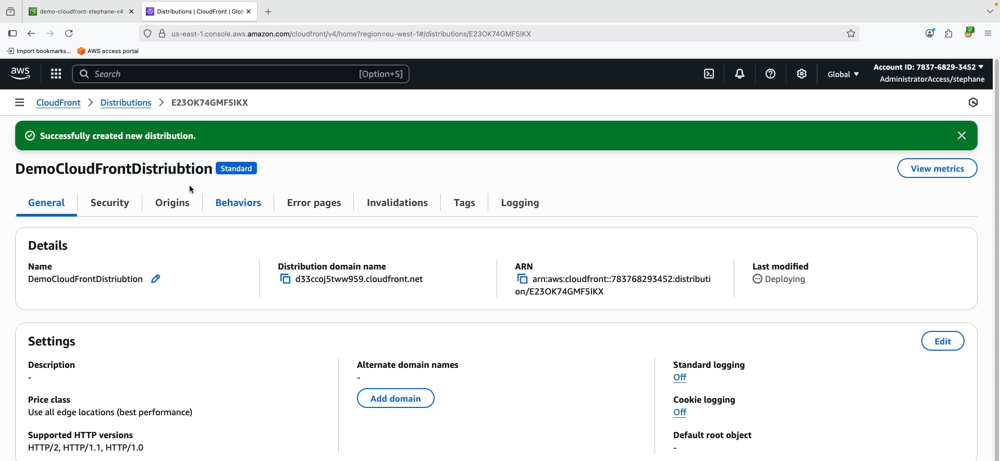 demo-cloudfront-stephane-v4
Distributions | CloudFront | Glob
us-east-1.console.aws.amazon.com/cloudfront/v4/home?region=eu-west-1#/distributions/E23OK74GMF5IKX
Import bookmarks...
AWS access portal
aws
Search
[Option+S]
Global
Account ID: 7837-6829-3452
AdministratorAccess/stephane
CloudFront
Distributions
E23OK74GMF5IKX
Successfully created new distribution.
DemoCloudFrontDistriubtion
Standard
View metrics
General
Security
Origins
Behaviors
Error pages
Invalidations
Tags
Logging
Details
Name
DemoCloudFrontDistriubtion
Distribution domain name
d33ccoj5tww959.cloudfront.net
ARN
arn:aws:cloudfront::783768293452:distributi
on/E23OK74GMF5IKX
Last modified
Deploying
Settings
Edit
Description
-
Price class
Use all edge locations (best performance)
Supported HTTP versions
HTTP/2, HTTP/1.1, HTTP/1.0
Alternate domain names
-
Add domain
Standard logging
Off
Cookie logging
Off
Default root object
-